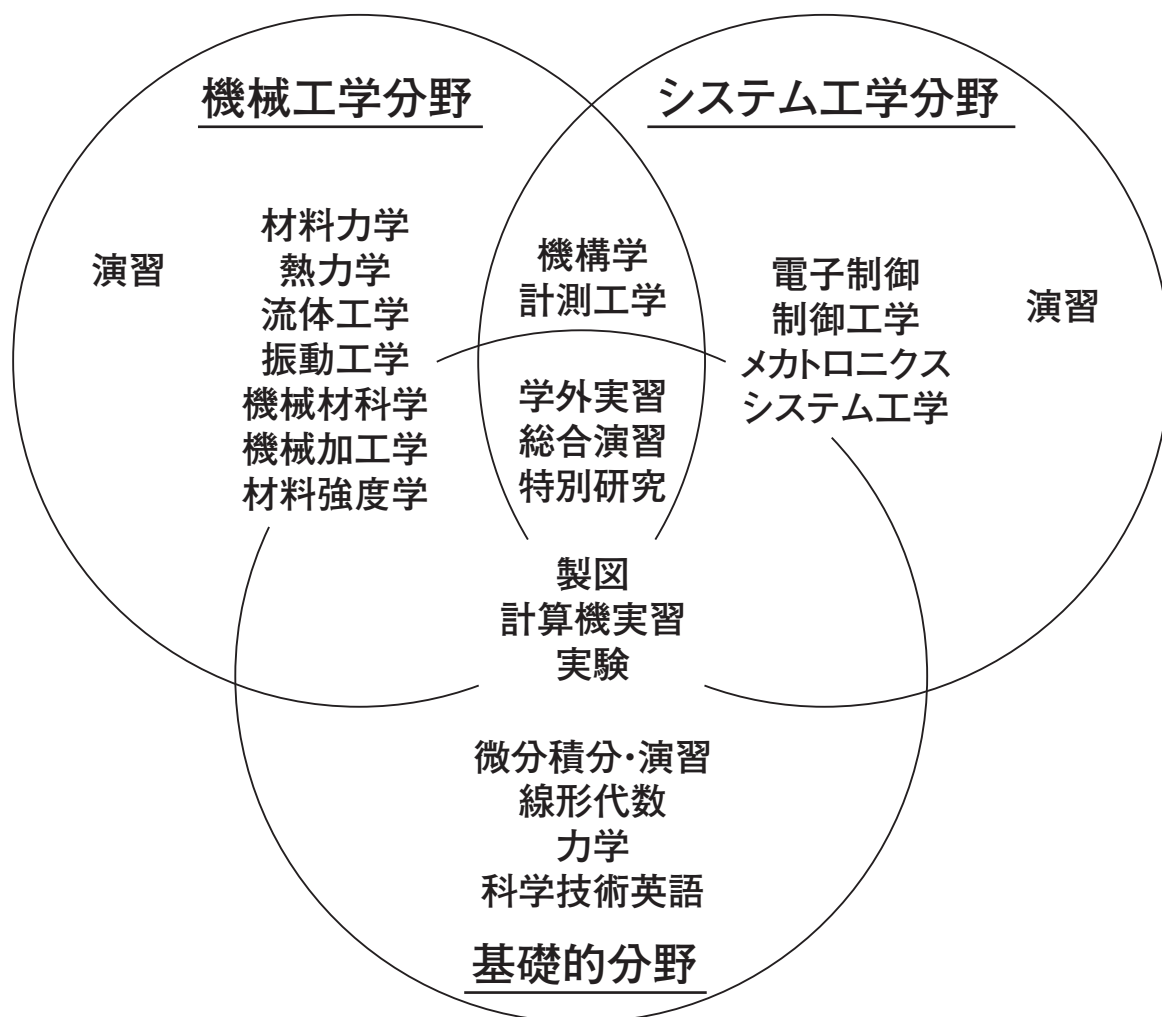 機械工学分野
システム工学分野
演習
材料力学
熱力学
流体工学
振動工学
機械材科学
機械加工学
材料強度学
機構学
計測工学
学外実習
総合演習
特別研究
電子制御
制御工学
メカトロニクス
システム工学
演習
製図
計算機実習
実験
微分積分・演習
線形代数
力学
科学技術英語
基礎的分野